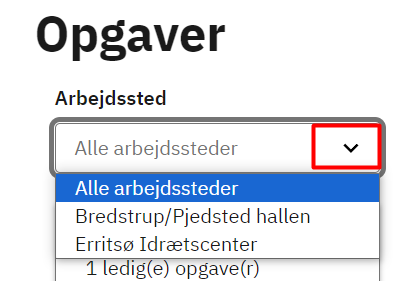 Opgaver
Arbejdssted
Alle arbejdssteder
Alle arbejdssteder
Bredstrup/Pjedsted hallen
Erritsø Idrætscenter
1 ledig(e) opgave(r)